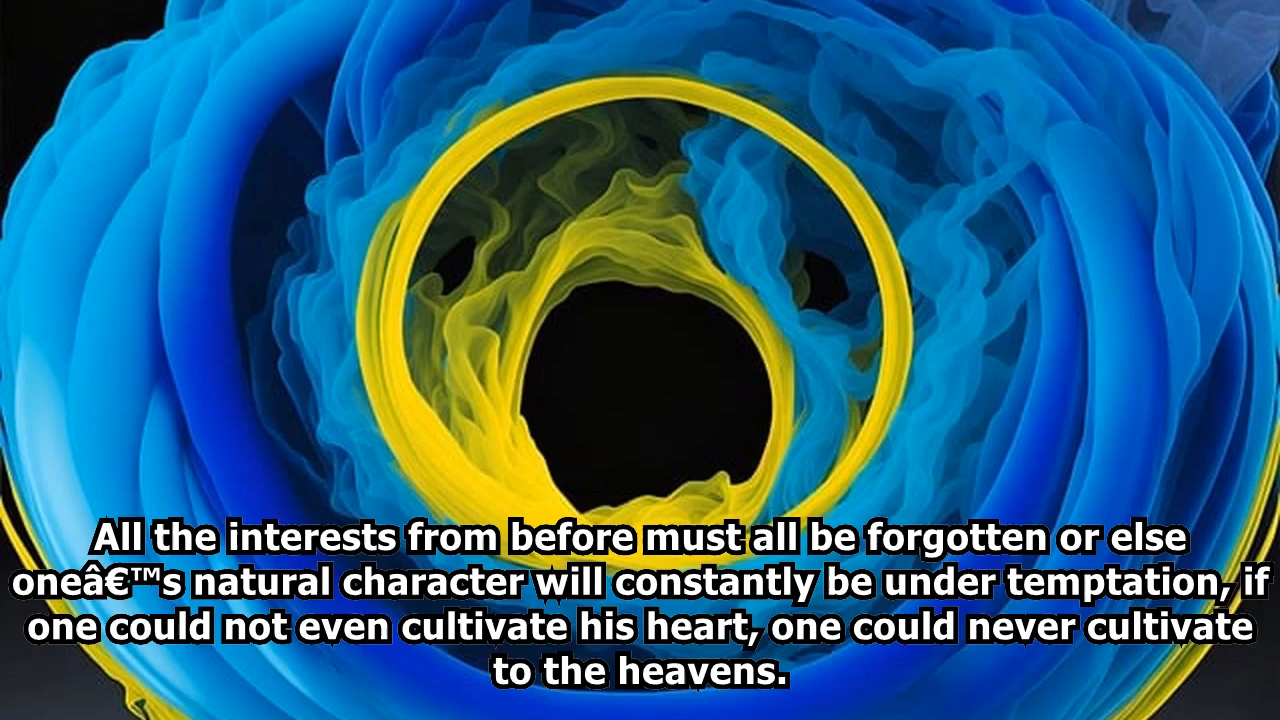 All the interests from before must all be forgotten or else
oneâ€™s natural character will constantly be under temptation, if
one could not even cultivate his heart, one could never cultivate
to the heavens.